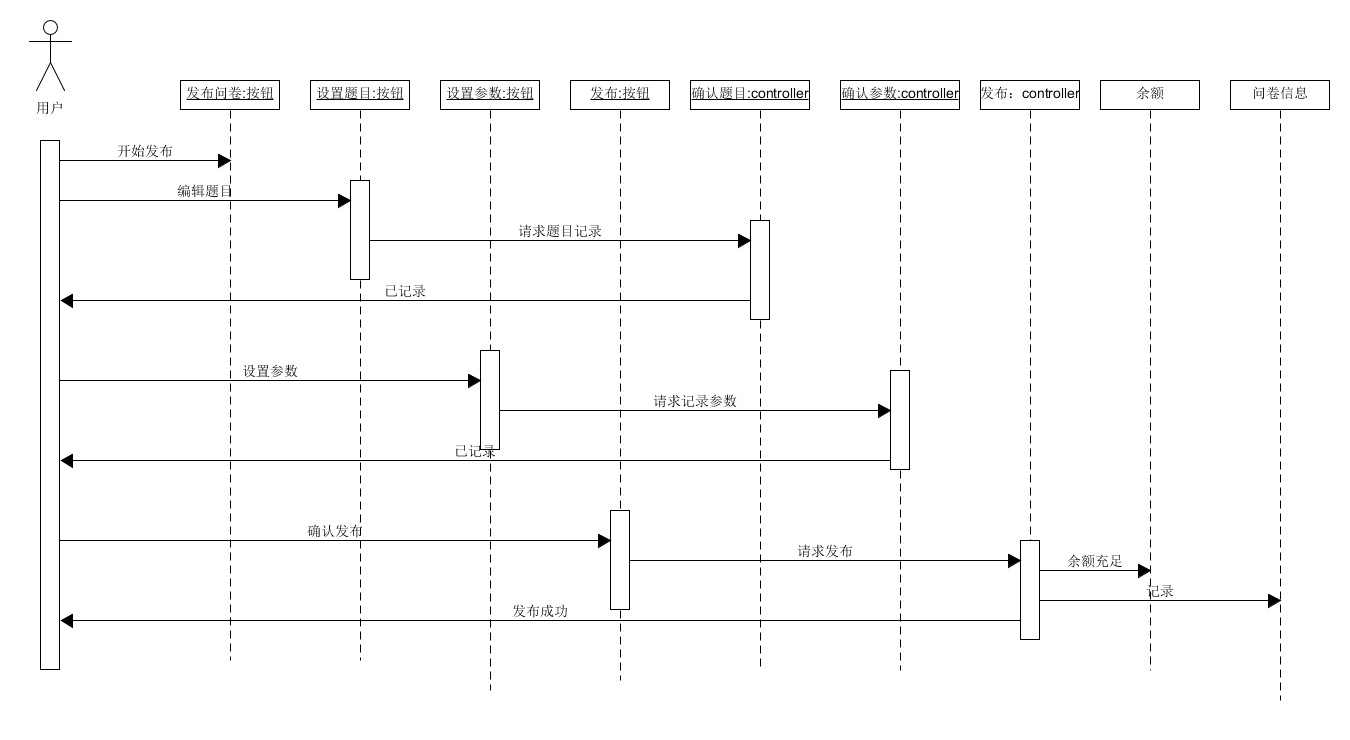 用户
发布问卷:按钮
设置题目:按钮
设置参数:按钮
发布:按钮
确认题目:controller
确认参数:controller
发布：controller
余额
问卷信息
开始发布
编辑题目
请求题目记录
已记录
设置参数
请求记录参数
已记录
确认发布
请求发布
余额充足
记录
发布成功